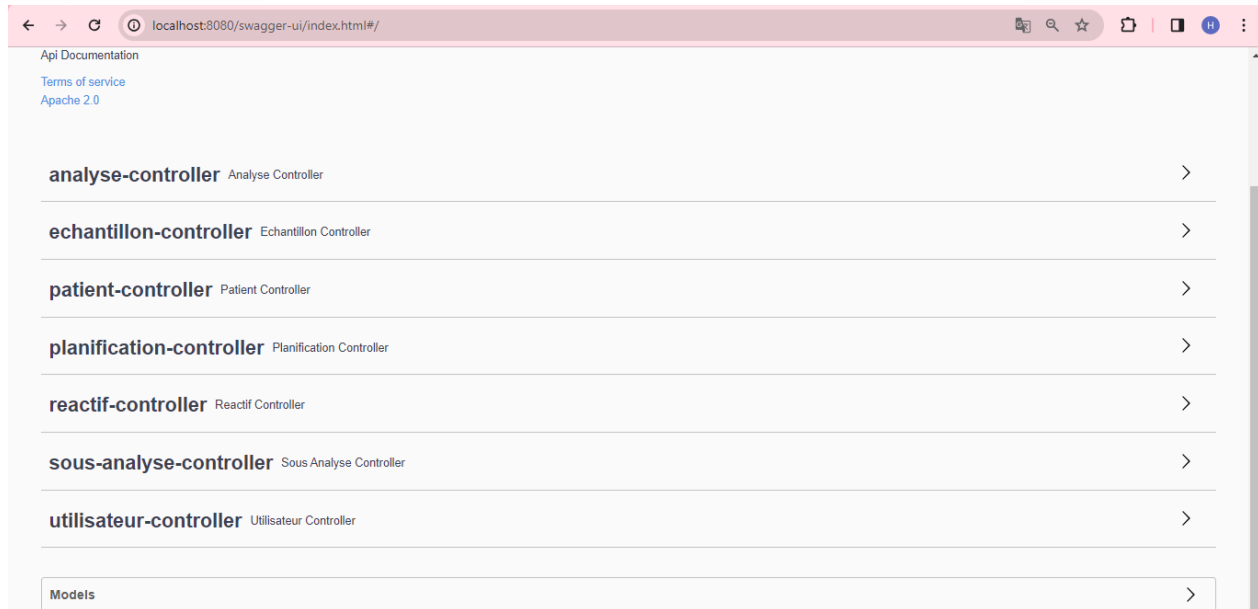 localhost:8080/swagger-ui/index.html#/
H
Api Documentation
Terms of service
Apache 2.0
analyse-controller Analyse Controller
echantillon-controller Echantillon Controller
patient-controller Patient Controller
planification-controller Planification Controller
reactif-controller Reactif Controller
sous-analyse-controller Sous Analyse Controller
utilisateur-controller Utilisateur Controller
Models